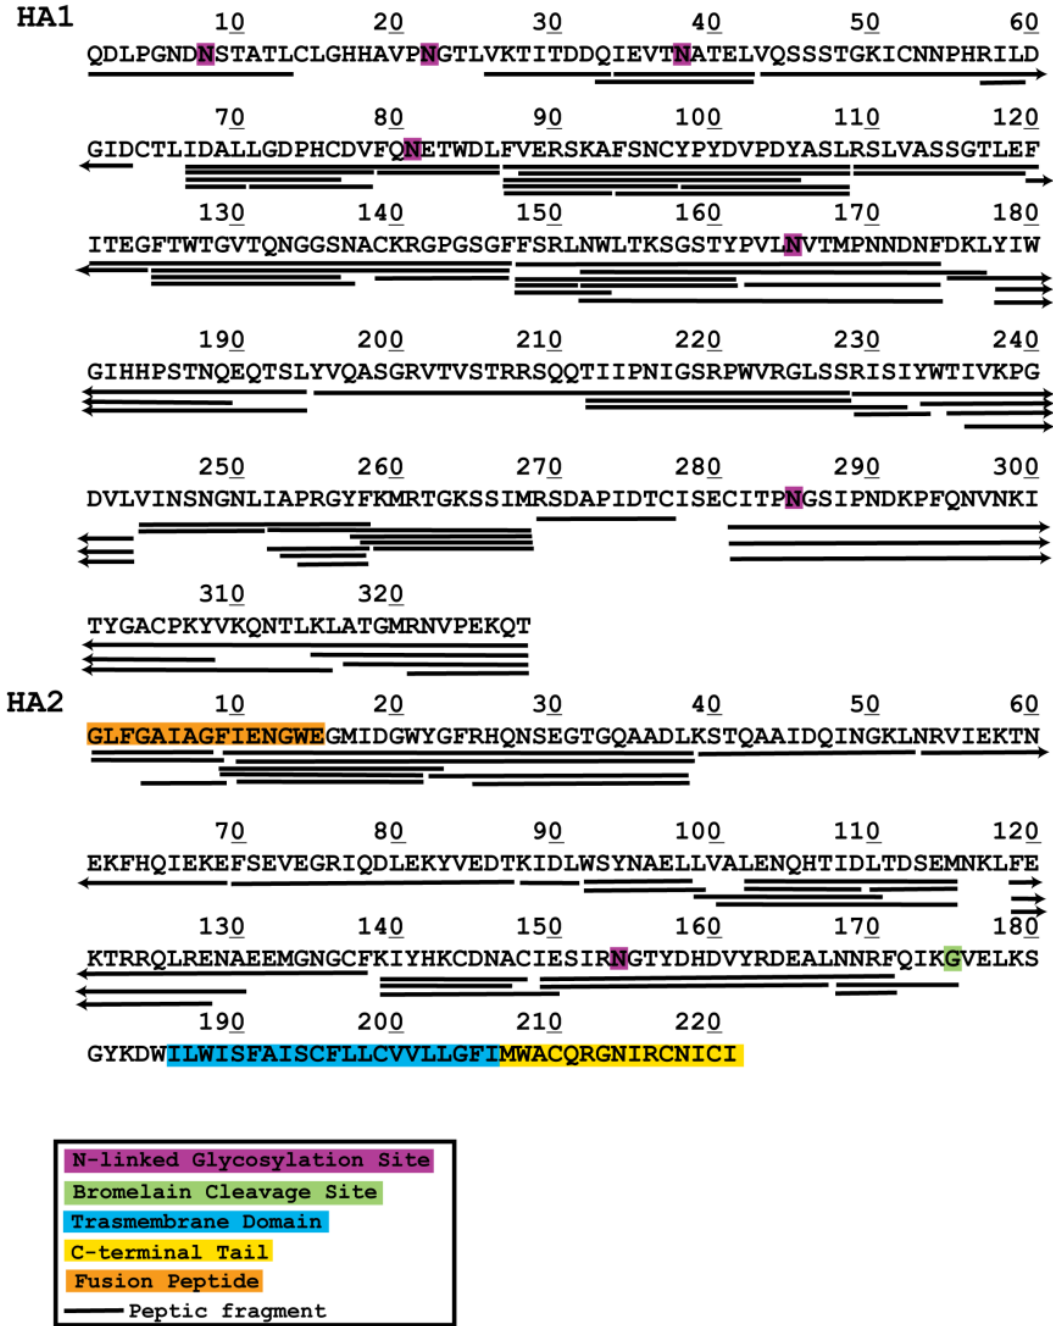 HA1
10 20 30 40 50 60
QDLPGNDNSTATLCLGHHAVPNGTLVKTITDDQIEVTNATELVQSSSTGKICNNPHRILD
70 80 90 100 110 120
GIDCTLIDALLGDPHCDVFQNETWDLFVERSKAFSNCYPYDVPDYASLRSLVASSGTLEF
130 140 150 160 170 180
ITEGFTWTGVTQNGGSNACKRGPGSGFFSRLNWLTKSGSTYPVLNVTMPNNDNFDKLYIW
190 200 210 220 230 240
GIHHPSTNQEQTSLYVQASGRVTVSTRRSQQTIIPNIGSRPWVRGLSSRISIYWTIVKPG
250 260 270 280 290 300
DVLVINSNGNLIAPRGYFKMRTGKSSIMRSDAPIDTCISECITPNGSIPNDKPFQNVNKI
310 320
TYGACPKYVKQNTLKLATGMRNVPEKQT
HA2
10 20 30 40 50 60
GLFGAIAGFIENGWEGMIDGWYGFRHQNSEGTGQAADLKSTQAAIDQINGKLNRVIEKTN
70 80 90 100 110 120
EKFHQIEKEFSEVEGRIQDLEKYVEDTKIDLWSYNAELLVALENQHTIDLTDSEMNKLFE
130 140 150 160 170 180
KTRRQLRENAEEMGNGCFKIYHKCDNACIESIRNGTYDHDVYRDEALNNRFQIKGVELKS
190 200 210 220
GYKDWILWISFAISCFLLCVVLLGFIMWACQRGNIRCNICI
N-linked Glycosylation Site
Bromelain Cleavage Site
Trasmembrane Domain
C-terminal Tail
Fusion Peptide
Peptic fragment